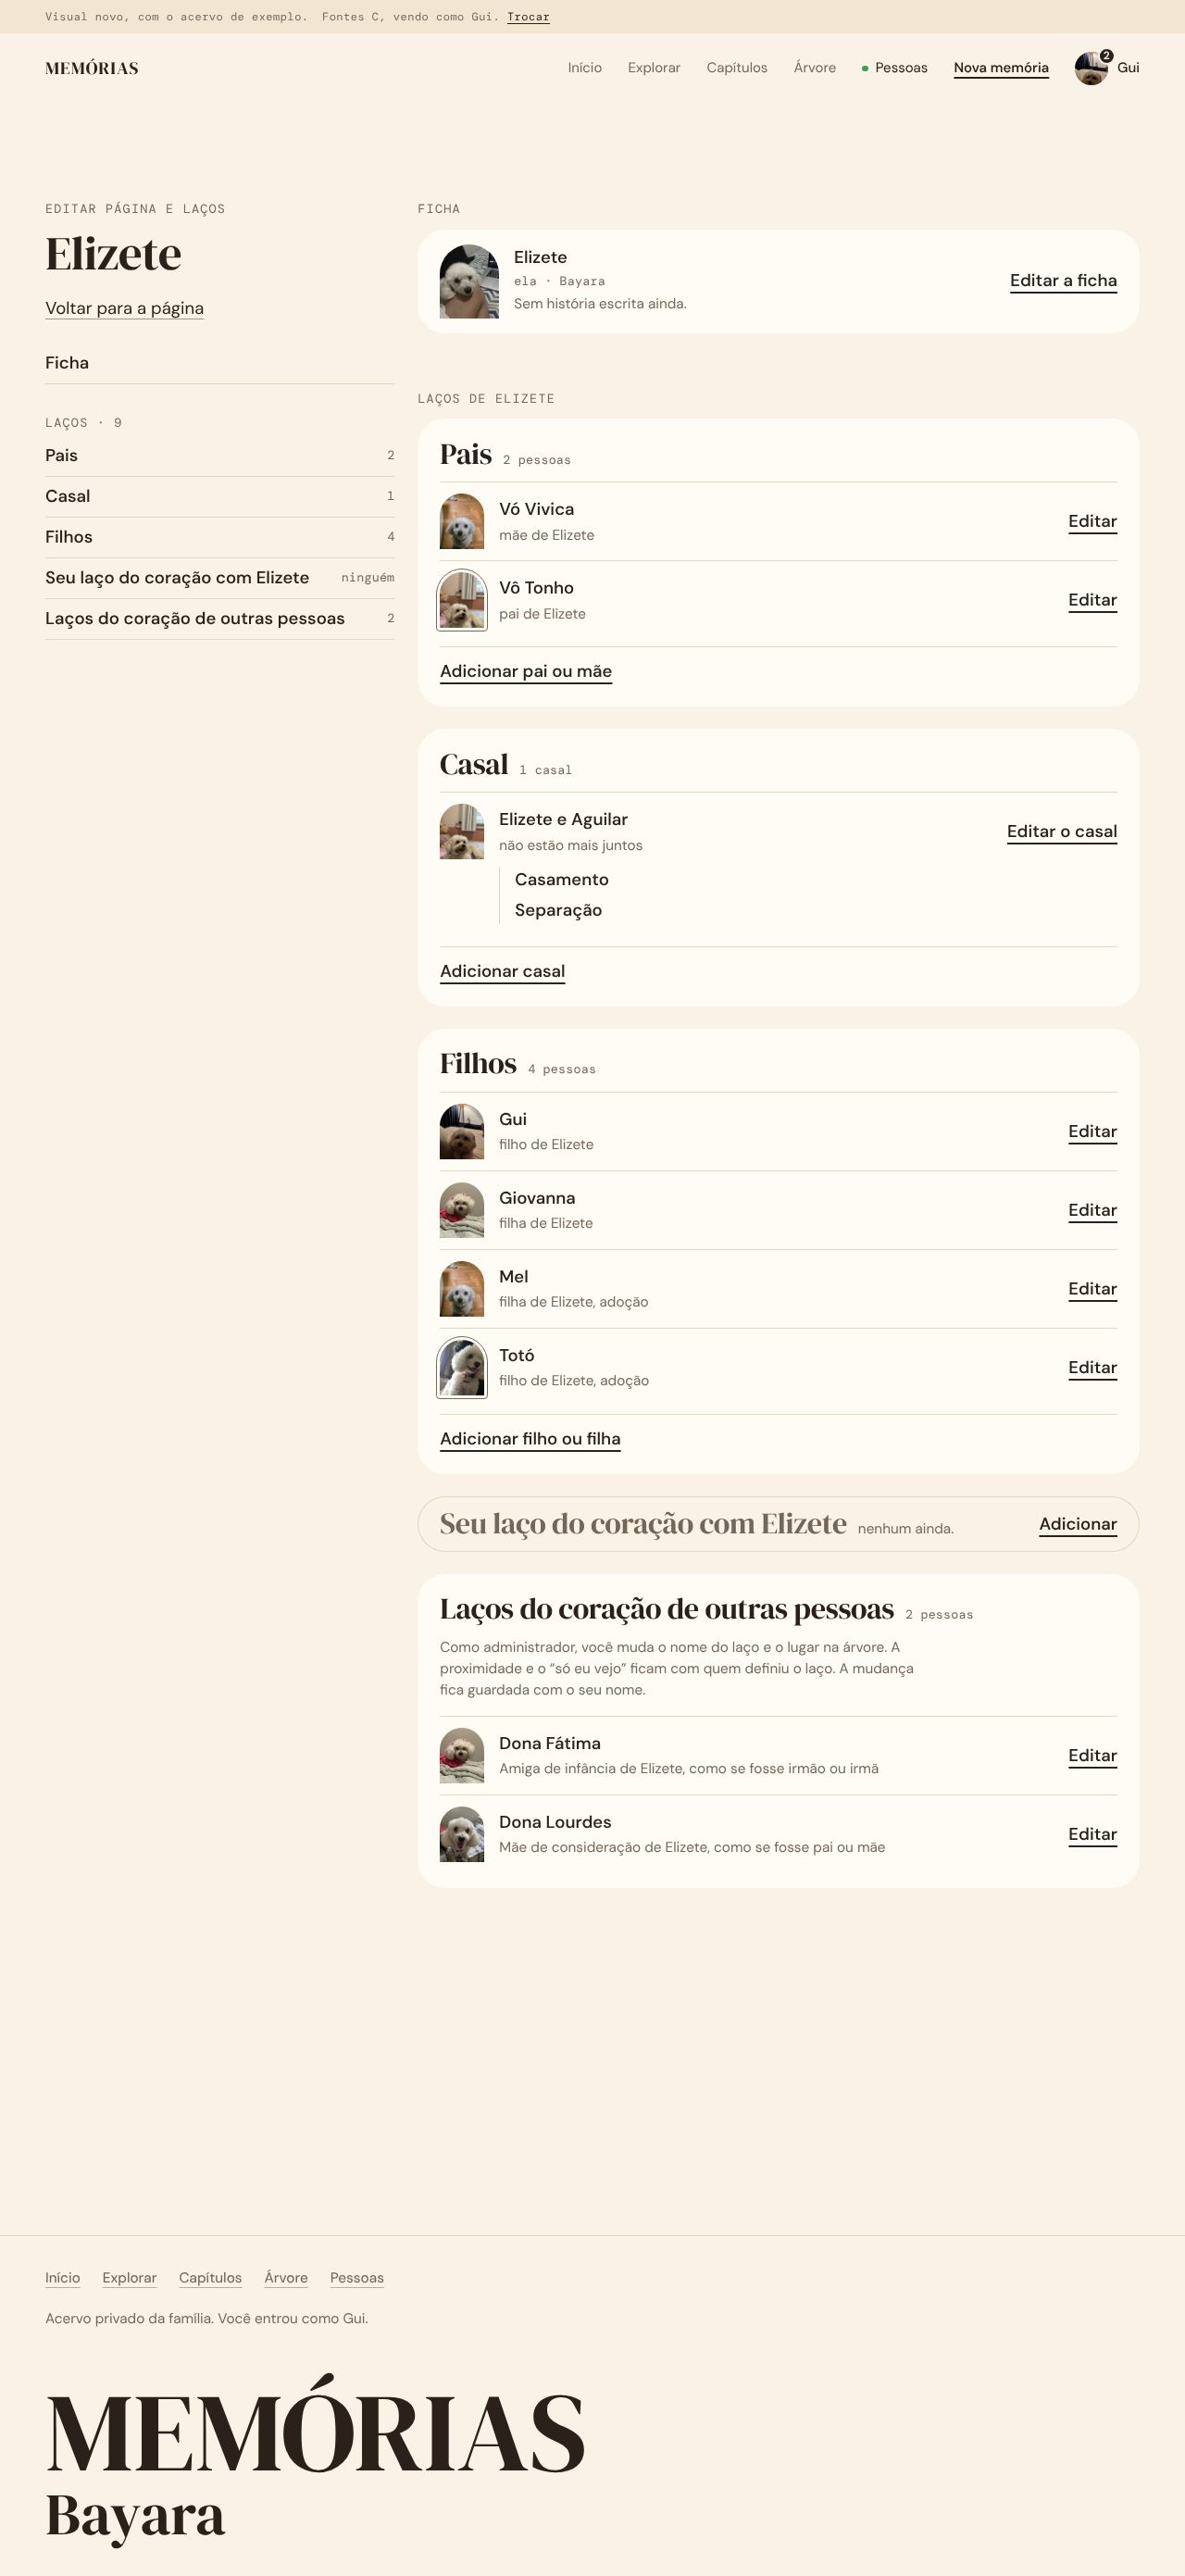 Visual novo, com o acervo de exemplo. Fontes C, vendo como Gui. Trocar
MEMÓRIAS
Início
Explorar
Capítulos
Árvore
Pessoas
Nova memória
2
Gui
EDITAR PÁGINA E LAÇOS
Elizete
Voltar para a página
Ficha
LAÇOS · 9
Pais 2
Casal 1
Filhos 4
Seu laço do coração com Elizete ninguém
Laços do coração de outras pessoas 2
FICHA
Elizete
ela · Bayara
Sem história escrita ainda.
Editar a ficha
LAÇOS DE ELIZETE
Pais 2 pessoas
Vó Vivica
mãe de Elizete
Editar
Vô Tonho
pai de Elizete
Editar
Adicionar pai ou mãe
Casal 1 casal
Elizete e Aguilar
não estão mais juntos
Editar o casal
Casamento
Separação
Adicionar casal
Filhos 4 pessoas
Gui
filho de Elizete
Editar
Giovanna
filha de Elizete
Editar
Mel
filha de Elizete, adoção
Editar
Totó
filho de Elizete, adoção
Editar
Adicionar filho ou filha
Seu laço do coração com Elizete nenhum ainda. Adicionar
Laços do coração de outras pessoas 2 pessoas
Como administrador, você muda o nome do laço e o lugar na árvore. A
proximidade e o “só eu vejo” ficam com quem definiu o laço. A mudança
fica guardada com o seu nome.
Dona Fátima
Amiga de infância de Elizete, como se fosse irmão ou irmã
Editar
Dona Lourdes
Mãe de consideração de Elizete, como se fosse pai ou mãe
Editar
Início Explorar Capítulos Árvore Pessoas
Acervo privado da família. Você entrou como Gui.
MEMÓRIAS
Bayara